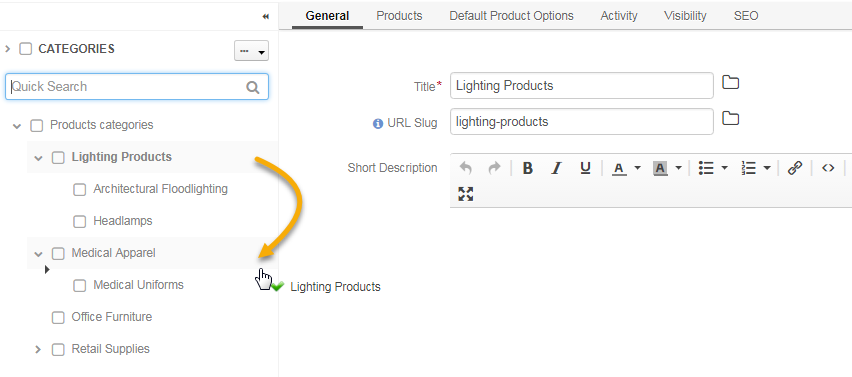 General Products Default Product Options Activity Visibility SEO
CATEGORIES
Quick Search
Products categories
Lighting Products
Architectural Floodlighting
Headlamps
Medical Apparel
Medical Uniforms
Office Furniture
Retail Supplies
Title* Lighting Products
URL Slug lighting-products
Short Description
B I U A A
Lighting Products